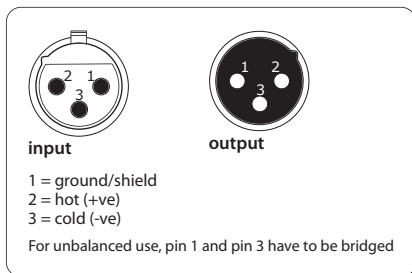 2 1
3
1 2
3
input
output
1 = ground/shield
2 = hot (+ve)
3 = cold (-ve)
For unbalanced use, pin 1 and pin 3 have to be bridged